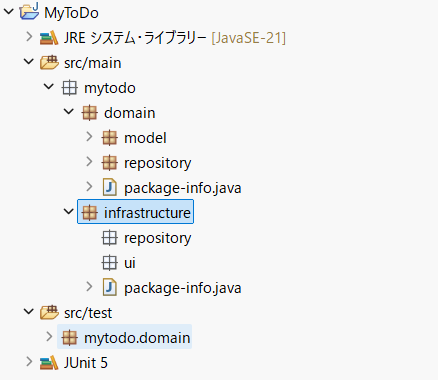 MyToDo
JRE システム・ライブラリー [JavaSE-21]
src/main
mytodo
domain
model
repository
package-info.java
infrastructure
repository
ui
package-info.java
src/test
mytodo.domain
JUnit 5